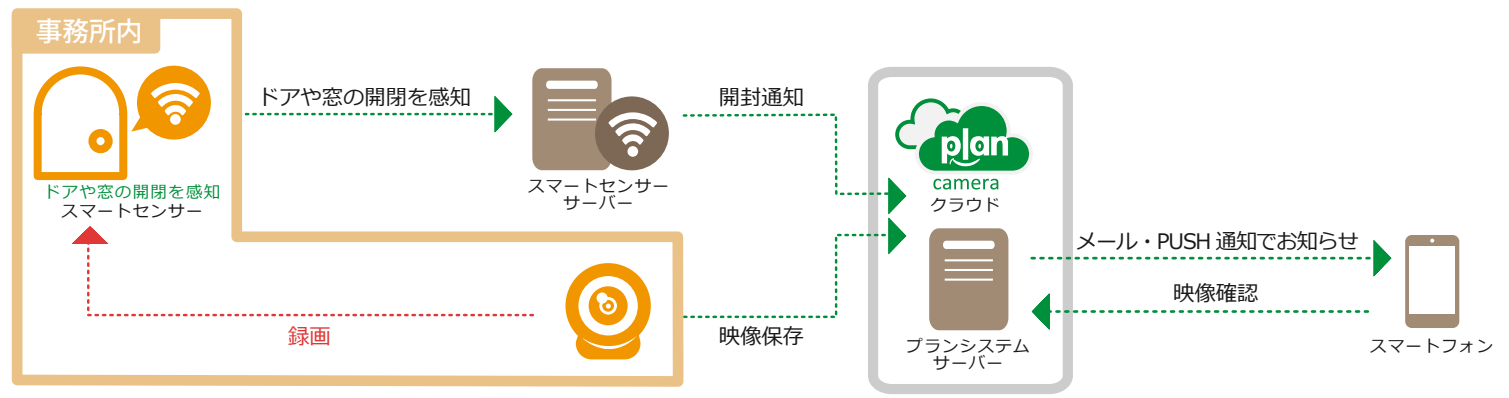 事務所内
ドアや窓の開閉を感知
スマートセンサー
ドアや窓の開閉を感知
スマートセンサー
サーバー
開封通知
plan
camera
クラウド
録画
映像保存
プランシステム
サーバー
メール・PUSH 通知でお知らせ
映像確認
スマートフォン